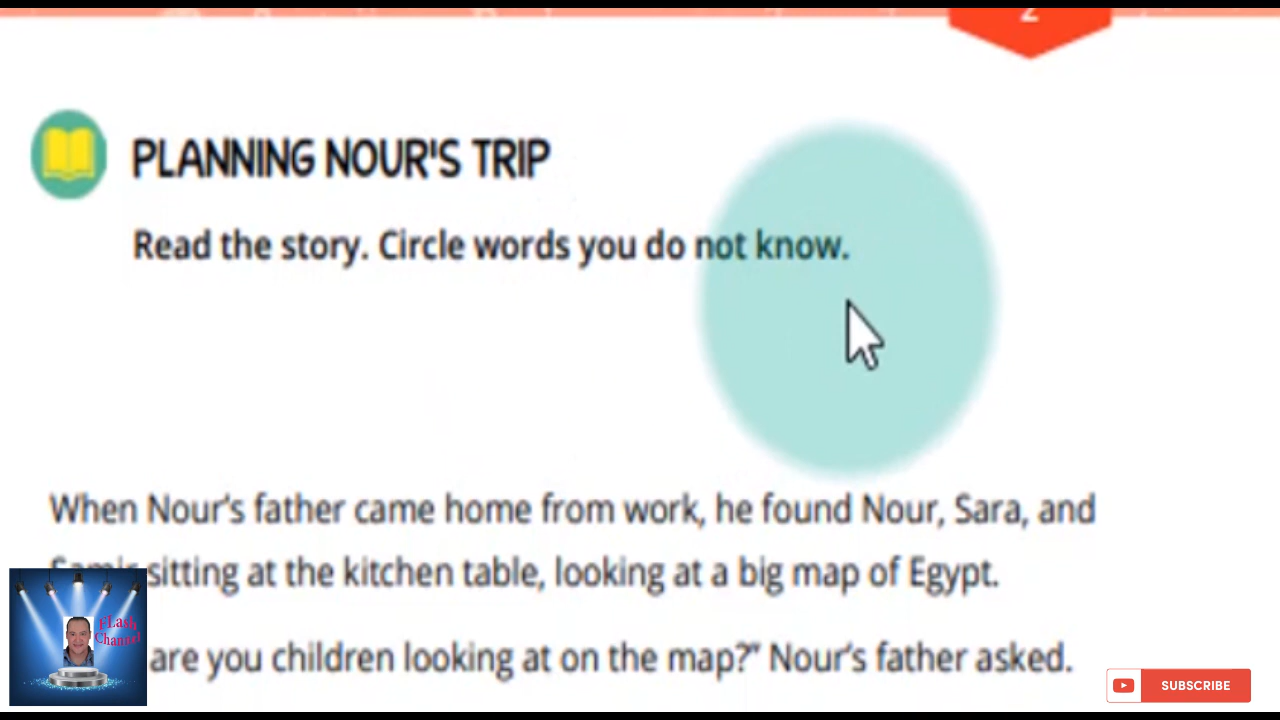 2
PLANNING NOUR'S TRIP
Read the story. Circle words you do not know.
When Nour's father came home from work, he found Nour, Sara, and
sitting at the kitchen table, looking at a big map of Egypt.
are you children looking at on the map?” Nour's father asked.
FLash
Channel
SUBSCRIBE